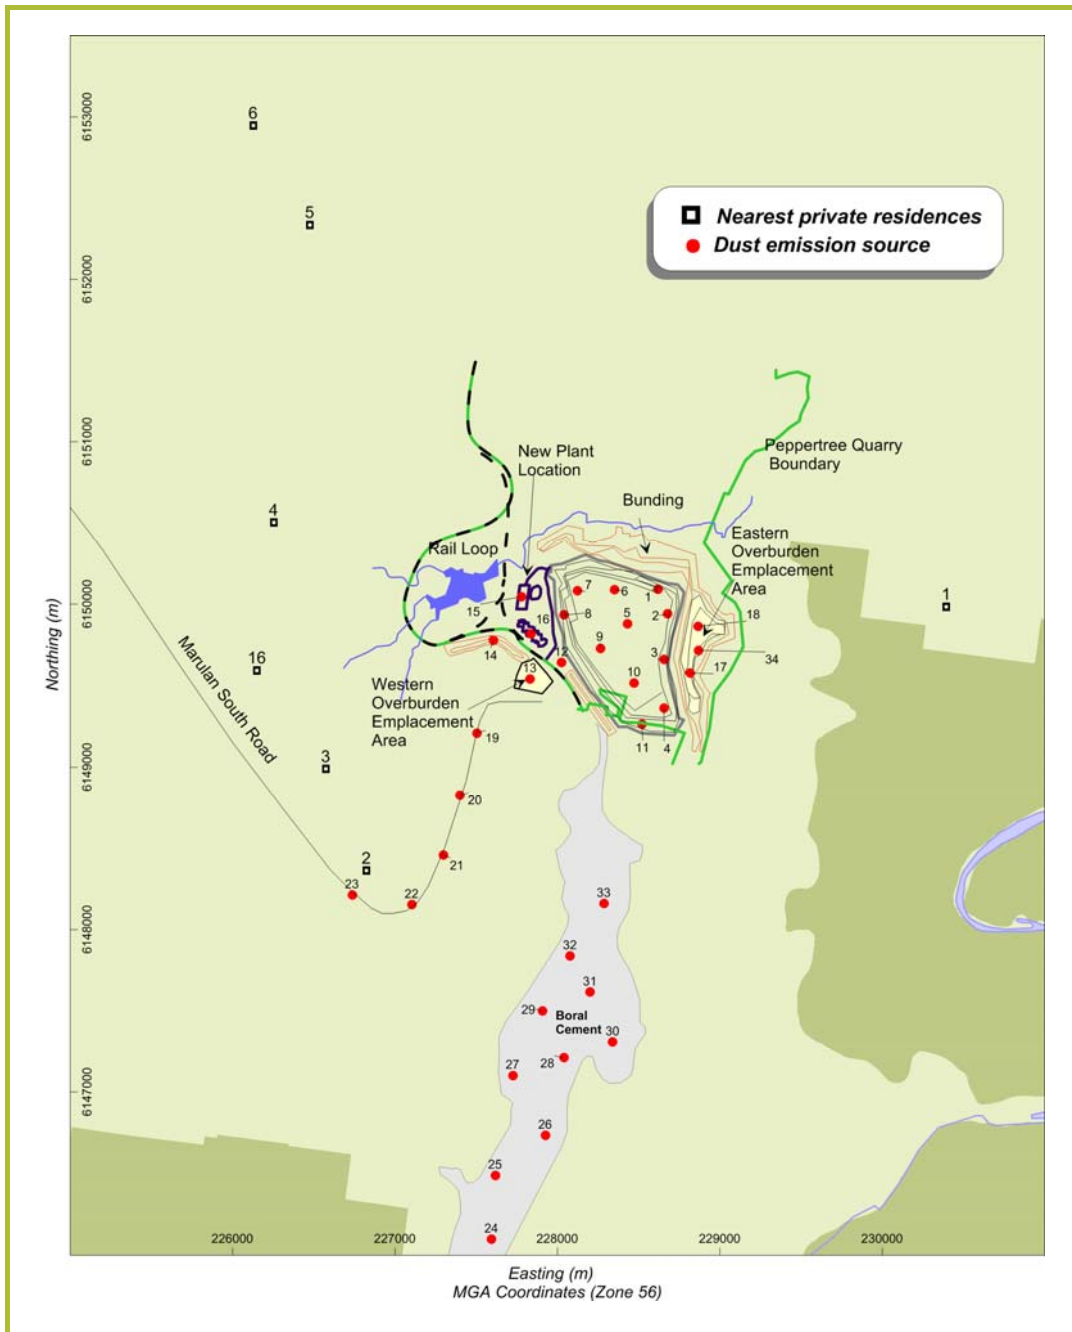 6153000
6152000
6151000
6150000
6149000
6148000
6147000
Northing (m)
6
5
Nearest private residences
Dust emission source
4
16
3
2
1
Marulan South Road
New Plant
Location
Peppertree Quarry
Boundary
Bunding
Rail Loop
Eastern
Overburden
Emplacement
Area
15
16
14
13
12
7
6
1
8
5
2
9
3
10
11
4
18
34
17
Western
Overburden
Emplacement
Area
19
20
21
22
23
33
32
31
29
Boral
Cement
30
28
27
26
25
24
226000
227000
228000
229000
230000
Easting (m)
MGA Coordinates (Zone 56)